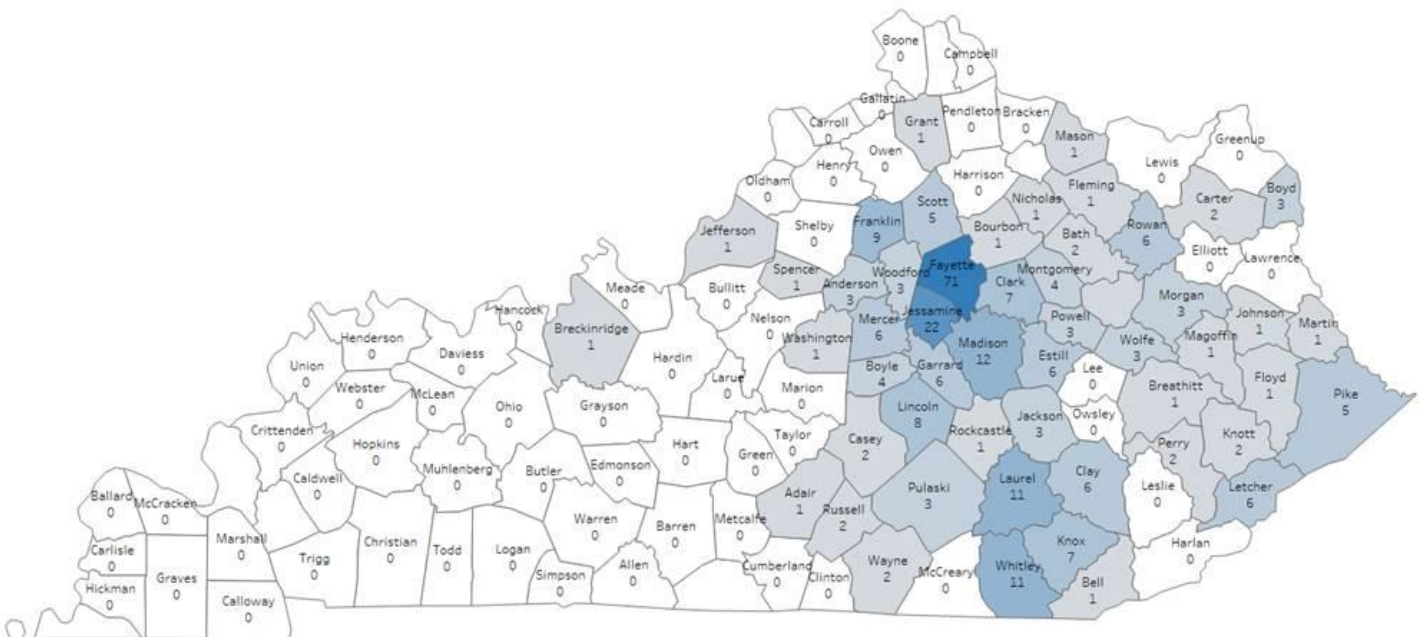 Boone
0
Campbell
0
Gallatin
0
Carroll
0
Grant
1
Pendleton
0
Bracken
0
Mason
1
Lewis
0
Greenup
0
Owen
0
Henry
0
Oldham
0
Harrison
0
Fleming
1
Nicholas
1
Carter
2
Boyd
3
Scott
5
Franklin
9
Shelby
0
Jefferson
1
Bourbon
1
Bath
2
Rowan
6
Elliott
0
Lawrence
0
Spencer
1
Anderson
3
Woodford
3
Fayette
71
Clark
7
Montgomery
4
Morgan
3
Johnson
1
Martin
1
Meade
0
Bullitt
0
Nelson
0
Washington
1
Mercer
6
Jessamine
22
Madison
12
Powell
3
Estill
6
Wolfe
3
Magoffin
1
Floyd
1
Pike
5
Hancock
0
Breckinridge
1
Henderson
0
Daviess
0
Union
0
Webster
0
McLean
0
Ohio
0
Grayson
0
Hardin
0
Larue
0
Marion
0
Boyle
4
Garrard
6
Lee
0
Owsley
0
Breathitt
1
Knott
2
Perry
2
Letcher
6
Crittenden
0
Hopkins
0
Muhlenberg
0
Butler
0
Edmonson
0
Hart
0
Green
0
Taylor
0
Casey
2
Lincoln
8
Rockcastle
1
Jackson
3
Clay
6
Leslie
0
Harlan
0
Caldwell
0
Ballard
0
McCracken
0
Carlisle
0
Hickman
0
Graves
0
Marshall
0
Calloway
0
Trigg
0
Christian
0
Todd
0
Logan
0
Simpson
0
Warren
0
Allen
0
Barren
0
Metcalfe
0
Adair
1
Russell
2
Pulaski
3
Laurel
11
Knox
7
Cumberland
0
Clinton
0
Wayne
2
McCreary
0
Whitley
11
Bell
1